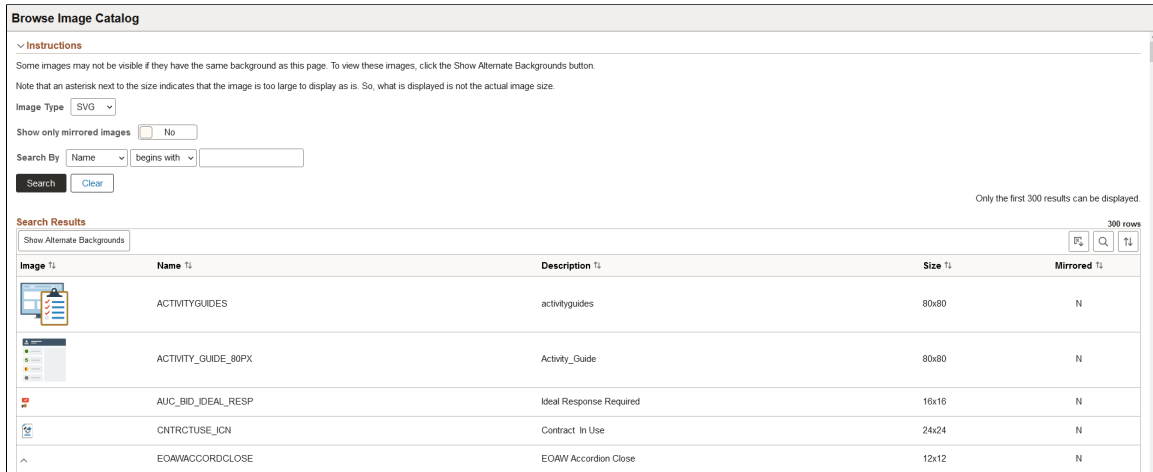 Browse Image Catalog
Instructions
Some images may not be visible if they have the same background as this page. To view these images, click the Show Alternate Backgrounds button.
Note that an asterisk next to the size indicates that the image is too large to display as is. So, what is displayed is not the actual image size.
Image Type SVG
Show only mirrored images No
Search By Name begins with
Search Clear
Only the first 300 results can be displayed.
Search Results 300 rows
Show Alternate Backgrounds
Image Name Description Size Mirrored
ACTIVITYGUIDES activityguides 80x80 N
ACTIVITY_GUIDE_80PX Activity_Guide 80x80 N
AUC_BID_IDEAL_RESP Ideal Response Required 16x16 N
CNTRCTUSE_ICN Contract In Use 24x24 N
EOAWACCORDCLOSE EOAW Accordion Close 12x12 N